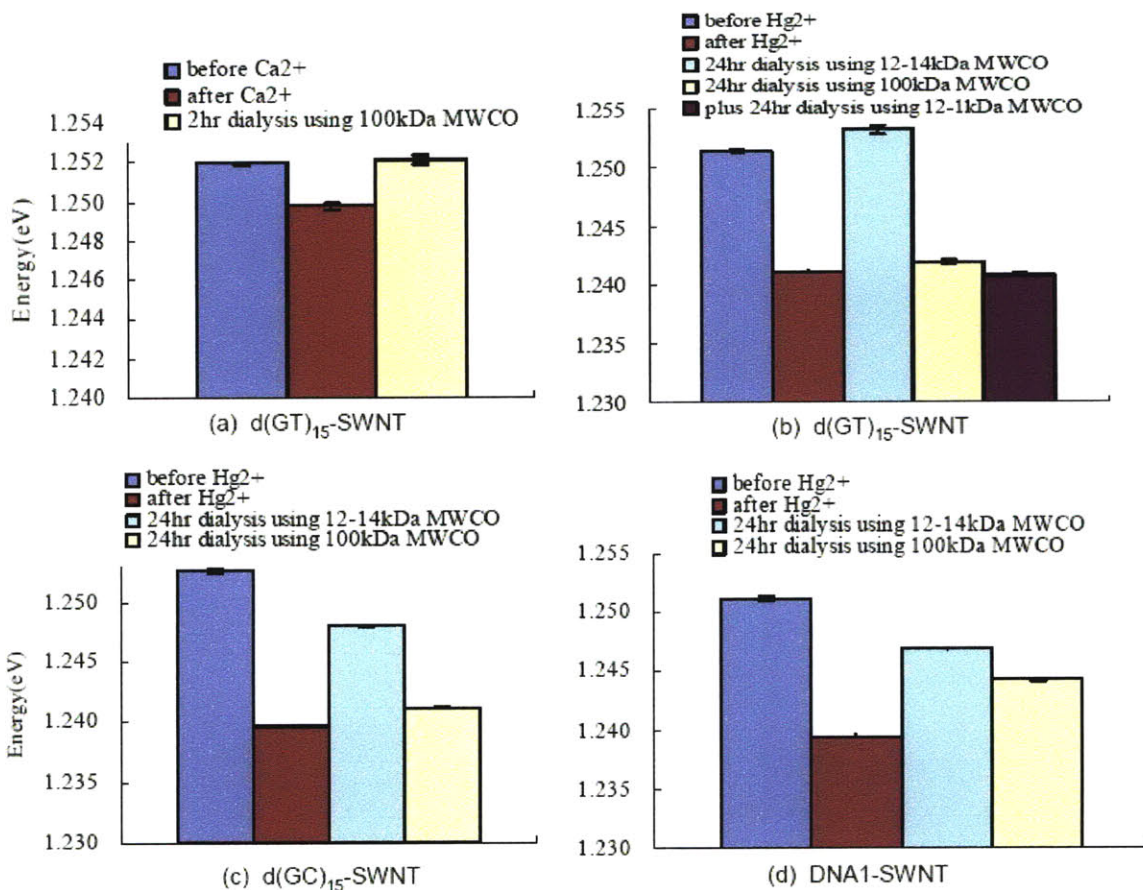 before Ca2+
after Ca2+
2hr dialysis using 100kDa MWCO
Energy(eV)
1.254
1.252
1.250
1.248
1.246
1.244
1.242
1.240
(a) d(GT)15-SWNT
before Hg2+
after Hg2+
24hr dialysis using 12-14kDa MWCO
24hr dialysis using 100kDa MWCO
plus 24hr dialysis using 12-1kDa MWCO
1.255
1.250
1.245
1.240
1.235
1.230
(b) d(GT)15-SWNT
before Hg2+
after Hg2+
24hr dialysis using 12-14kDa MWCO
24hr dialysis using 100kDa MWCO
Energy(eV)
1.250
1.245
1.240
1.235
1.230
(c) d(GC)15-SWNT
before Hg2+
after Hg2+
24hr dialysis using 12-14kDa MWCO
24hr dialysis using 100kDa MWCO
1.255
1.250
1.245
1.240
1.235
1.230
(d) DNA1-SWNT